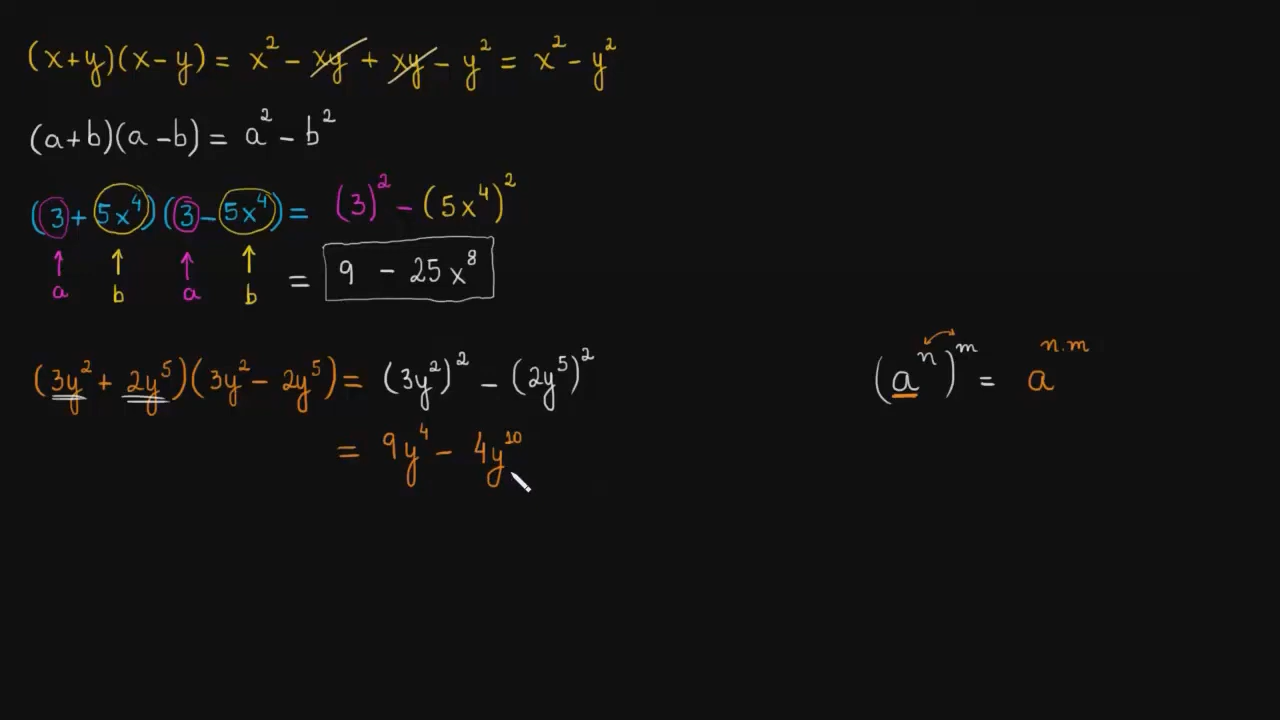 (x+y)(x-y) = x² - xy + xy - y² = x² - y²
(a+b)(a-b) = a² - b²
(3+5x⁴)(3-5x⁴) = (3)² - (5x⁴)²
a b a b
= 9 - 25x⁸
(3y² + 2y⁵)(3y² - 2y⁵) = (3y²)² - (2y⁵)²
= 9y⁴ - 4y¹⁰
(aⁿ)ᵐ = aⁿ·ᵐ